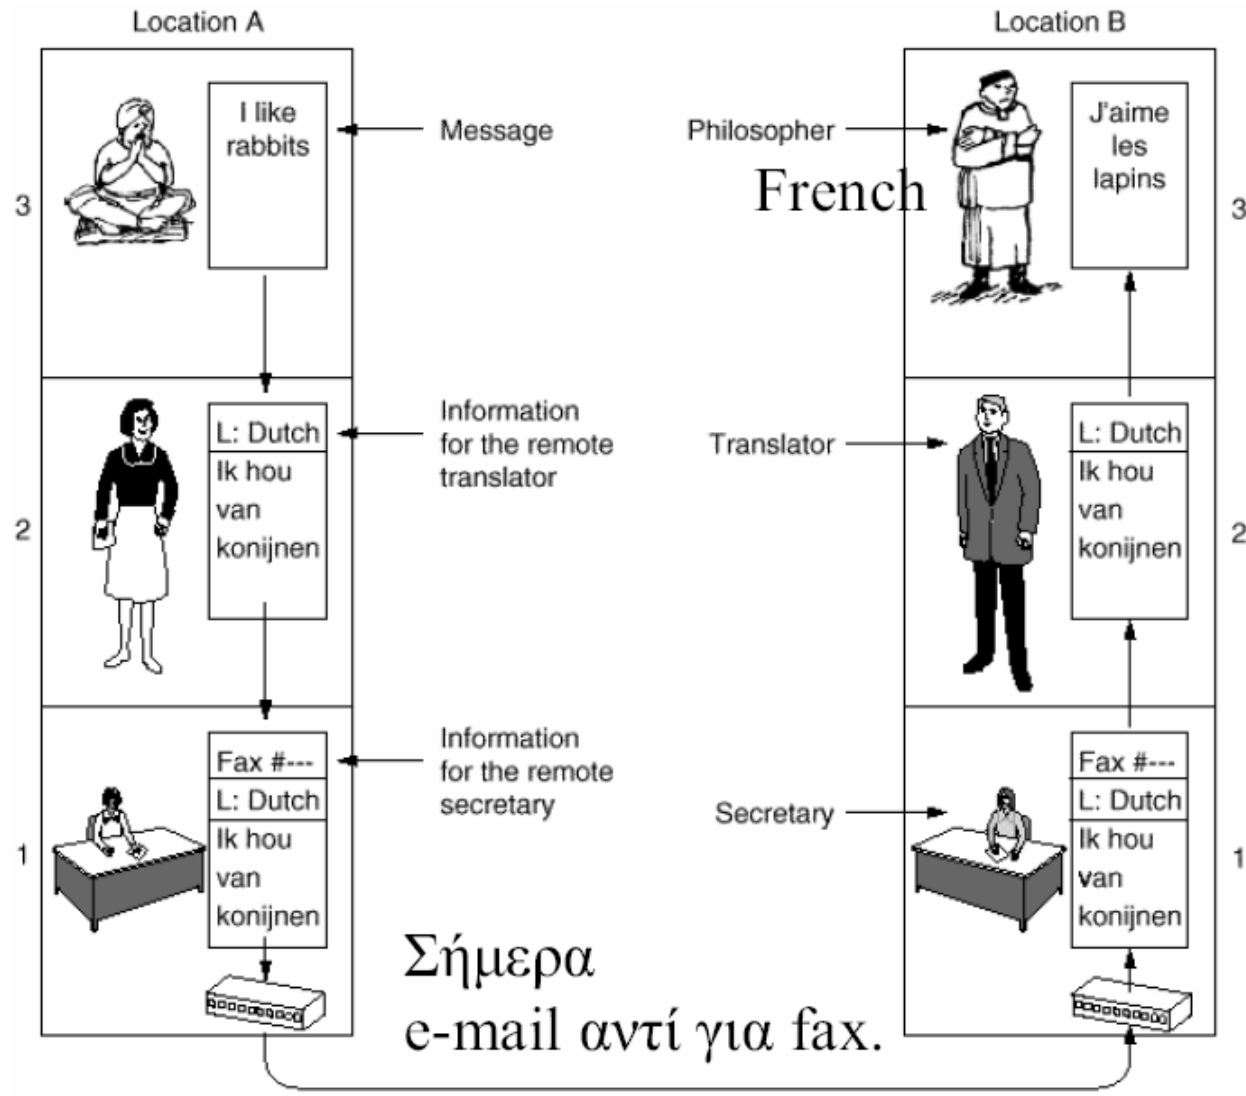 Location A
Location B
I like
rabbits
Message
Philosopher
French
J'aime
les
lapins
3
3
L: Dutch
Ik hou
van
konijnen
Information
for the remote
translator
Translator
L: Dutch
Ik hou
van
konijnen
2
2
Fax #---
L: Dutch
Ik hou
van
konijnen
Information
for the remote
secretary
Secretary
Fax #---
L: Dutch
Ik hou
van
konijnen
1
1
Σήμερα
e-mail αντί για fax.